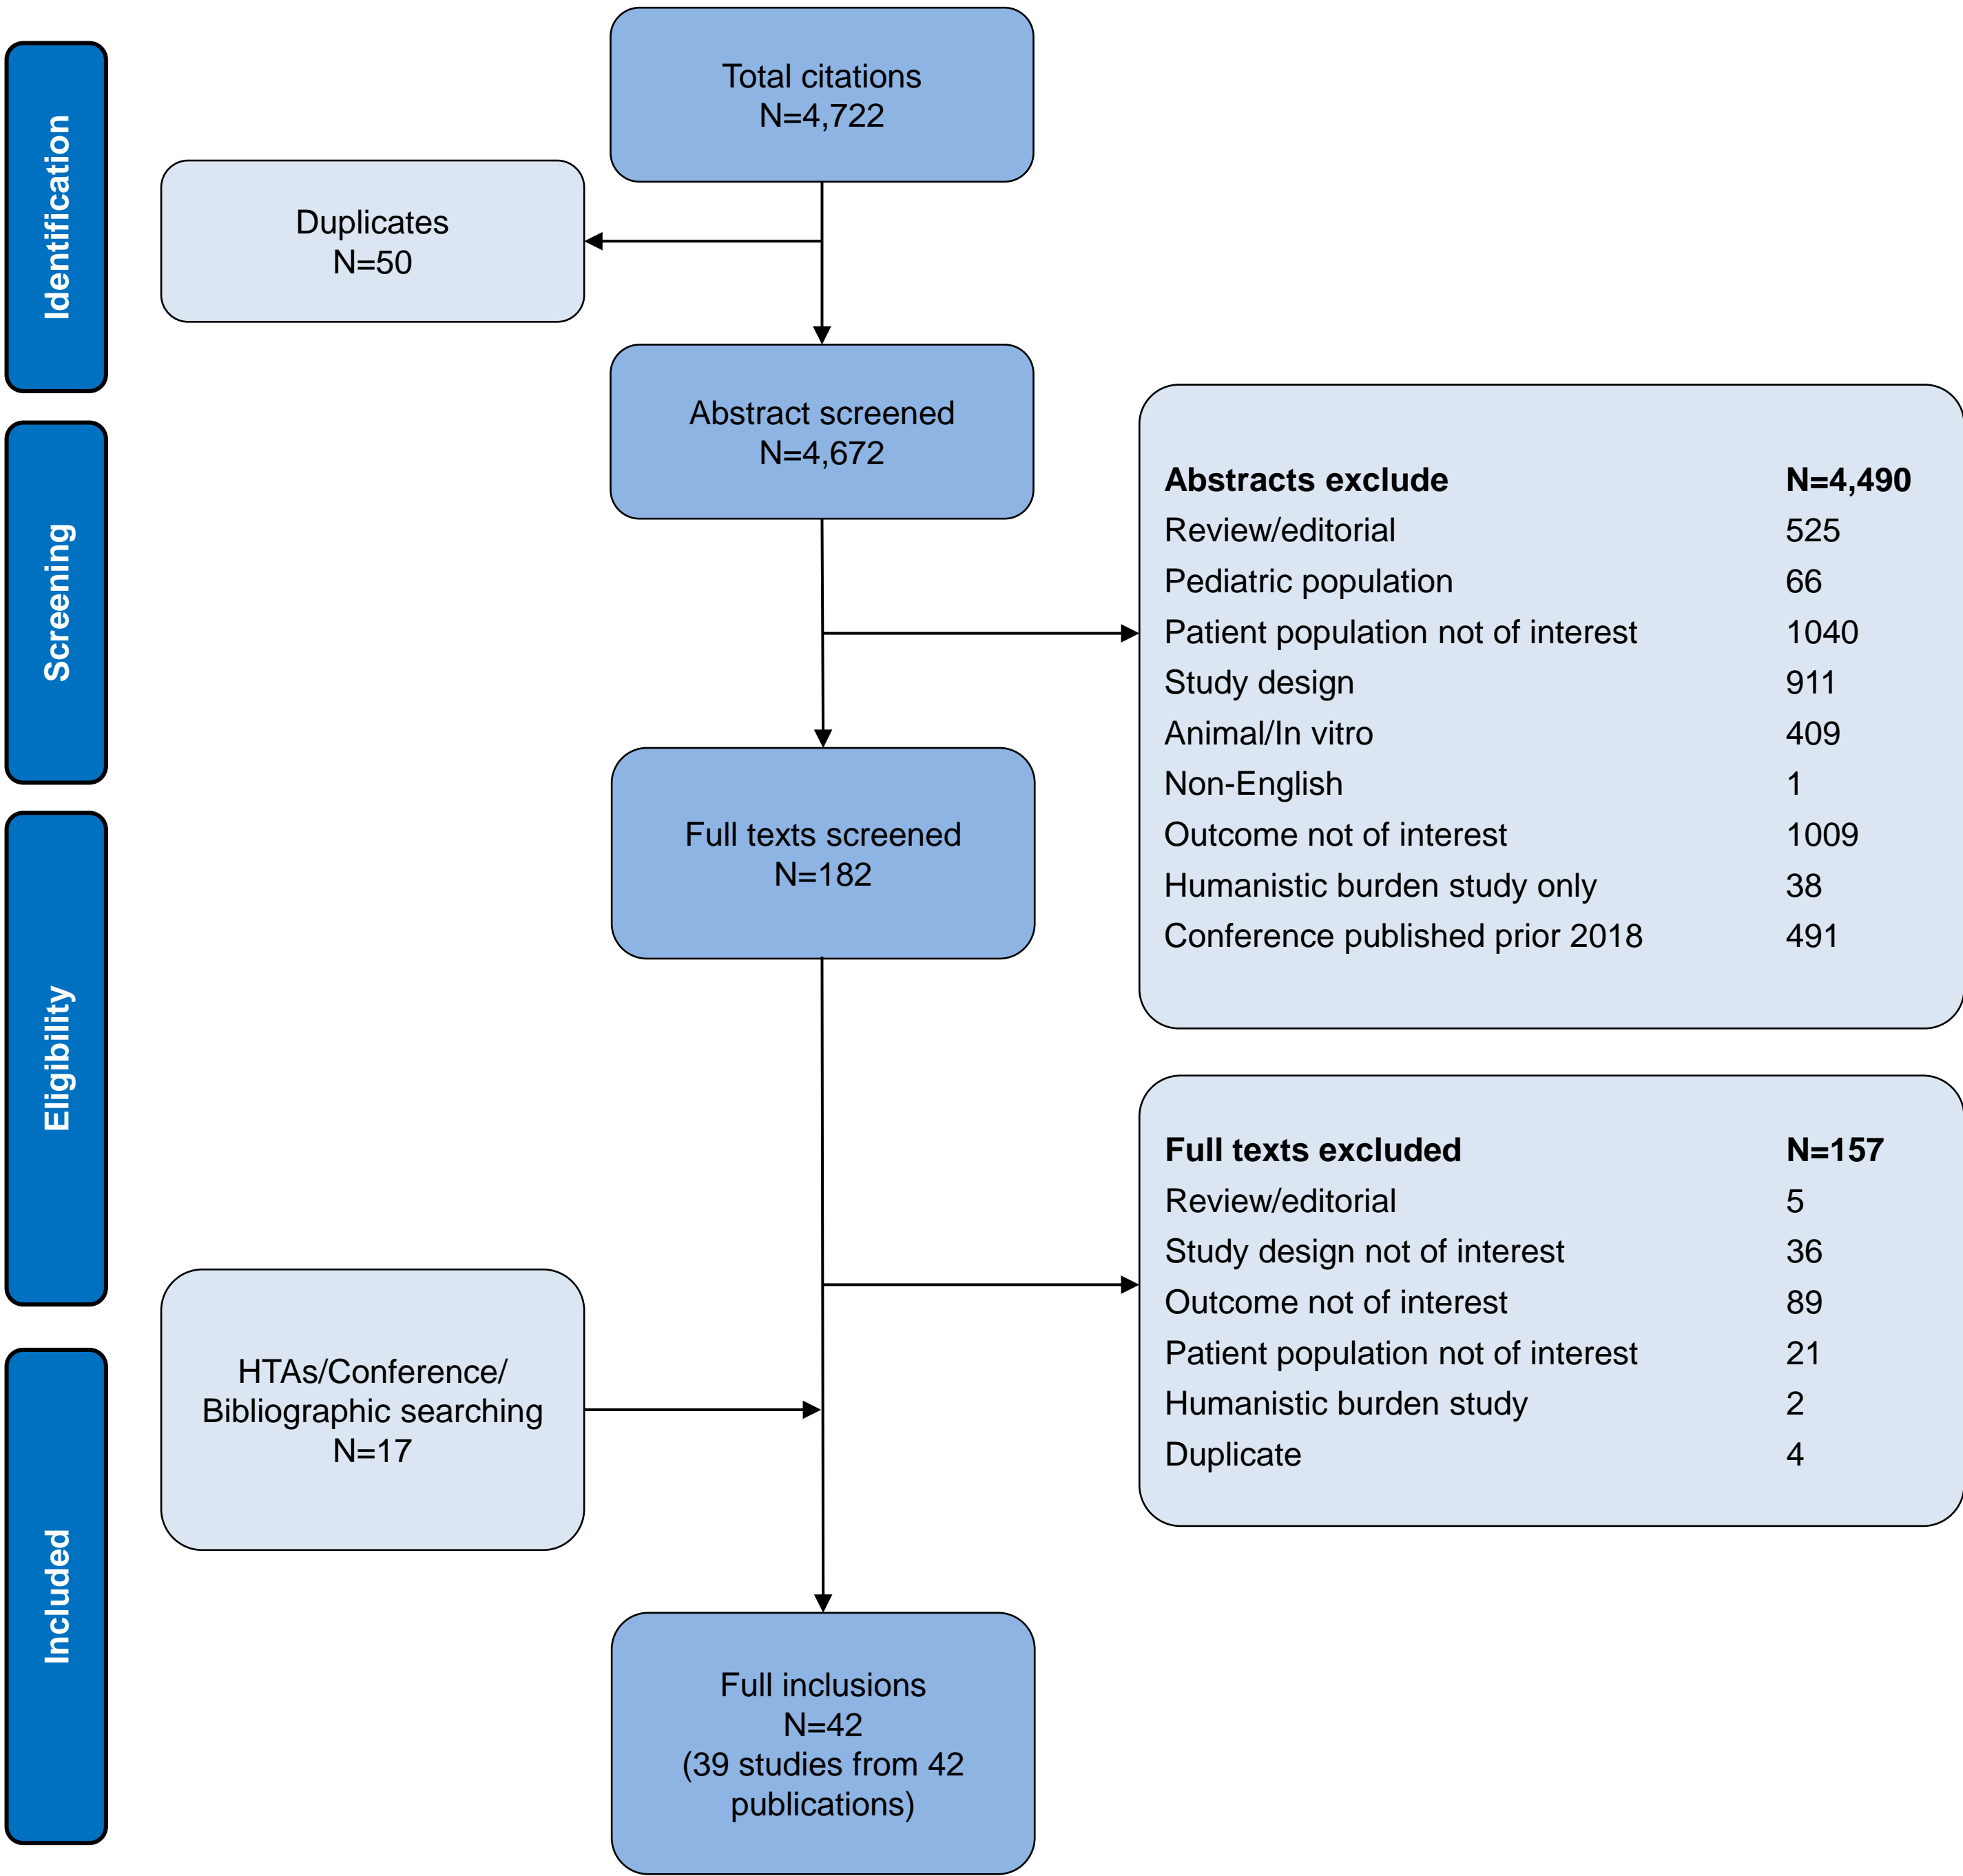 Identification
Total citations
N=4,722
Duplicates
N=50
Screening
Abstract screened
N=4,672
Abstracts exclude N=4,490
Review/editorial 525
Pediatric population 66
Patient population not of interest 1040
Study design 911
Animal/In vitro 409
Non-English 1
Outcome not of interest 1009
Humanistic burden study only 38
Conference published prior 2018 491
Eligibility
Full texts screened
N=182
Full texts excluded N=157
Review/editorial 5
Study design not of interest 36
Outcome not of interest 89
Patient population not of interest 21
Humanistic burden study 2
Duplicate 4
HTAs/Conference/
Bibliographic searching
N=17
Included
Full inclusions
N=42
(39 studies from 42
publications)